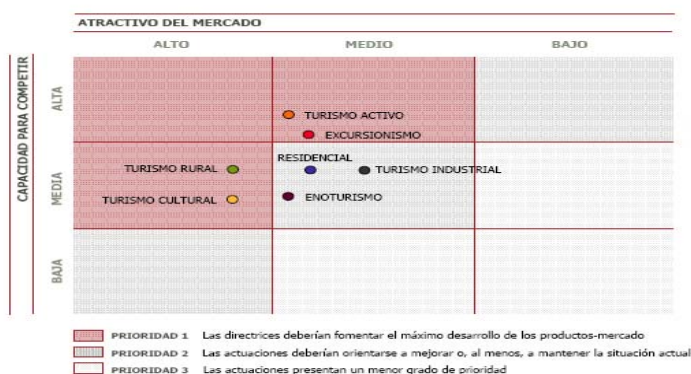 ATRACTIVO DEL MERCADO
ALTO MEDIO BAJO
CAPACIDAD PARA COMPETIR
ALTA
TURISMO ACTIVO
EXCURSIONISMO
MEDIA
RESIDENCIAL
TURISMO RURAL TURISMO INDUSTRIAL
TURISMO CULTURAL ENOTURISMO
BAJA
PRIORIDAD 1 Las directrices deberían fomentar el máximo desarrollo de los productos-mercado
PRIORIDAD 2 Las actuaciones deberían orientarse a mejorar o, al menos, a mantener la situación actual
PRIORIDAD 3 Las actuaciones presentan un menor grado de prioridad